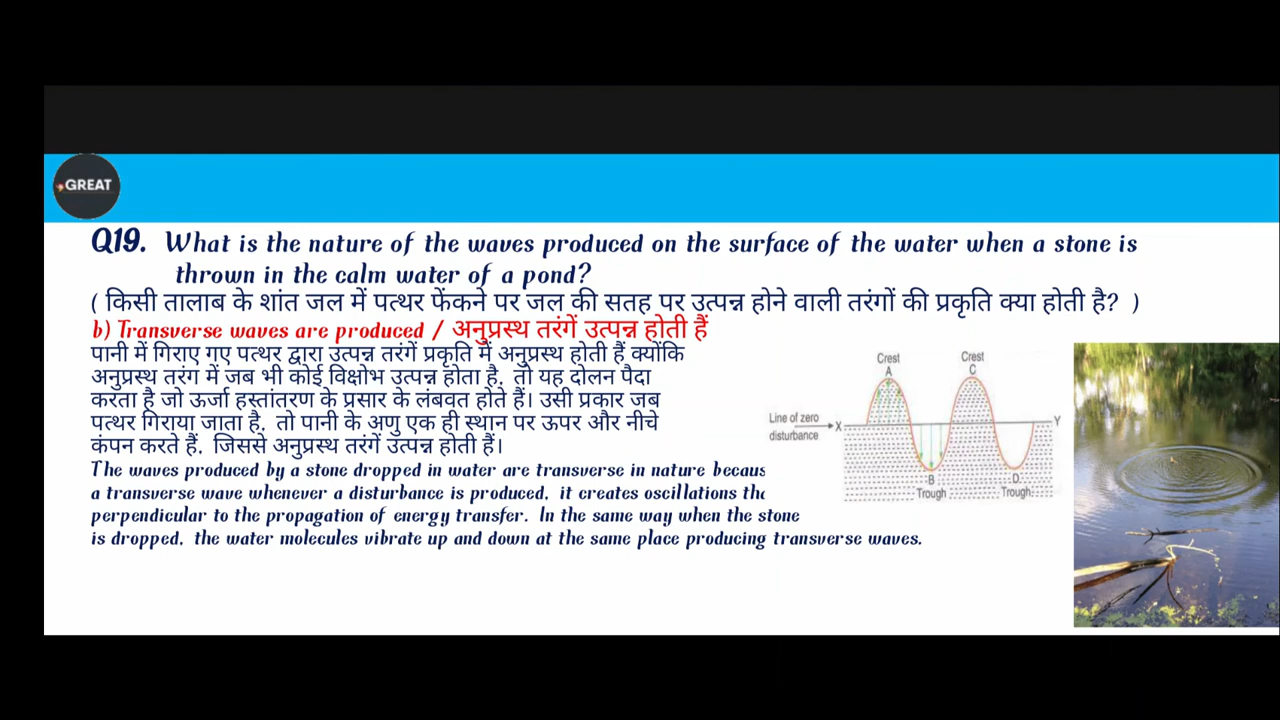 GREAT
Q19. What is the nature of the waves produced on the surface of the water when a stone is
thrown in the calm water of a pond?
( किसी तालाब के शांत जल में पत्थर फेंकने पर जल की सतह पर उत्पन्न होने वाली तरंगों की प्रकृति क्या होती है? )
b) Transverse waves are produced / अनुप्रस्थ तरंगें उत्पन्न होती हैं
पानी में गिराए गए पत्थर द्वारा उत्पन्न तरंगें प्रकृति में अनुप्रस्थ होती हैं क्योंकि
अनुप्रस्थ तरंग में जब भी कोई विक्षोभ उत्पन्न होता है, तो यह दोलन पैदा
करता है जो ऊर्जा हस्तांतरण के प्रसार के लंबवत होते हैं। उसी प्रकार जब
पत्थर गिराया जाता है, तो पानी के अणु एक ही स्थान पर ऊपर और नीचे
कंपन करते हैं, जिससे अनुप्रस्थ तरंगें उत्पन्न होती हैं।
The waves produced by a stone dropped in water are transverse in nature becaus
a transverse wave whenever a disturbance is produced, it creates oscillations
perpendicular to the propagation of energy transfer. In the same way when the stone
is dropped, the water molecules vibrate up and down at the same place producing transverse waves.
Crest Crest
A C
Line of zero
disturbance
X Y
B D
Trough Trough